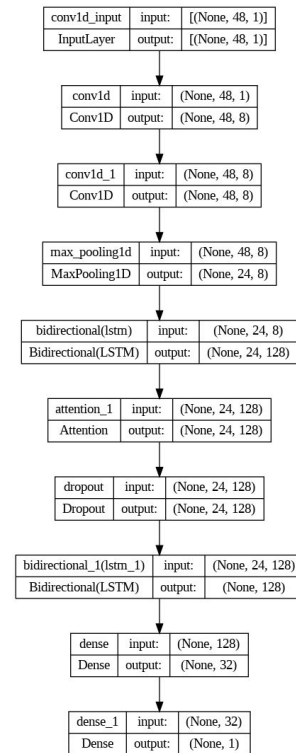 conv1d_input input: [(None, 48, 1)]
InputLayer output: [(None, 48, 1)]
conv1d input: (None, 48, 1)
Conv1D output: (None, 48, 8)
conv1d_1 input: (None, 48, 8)
Conv1D output: (None, 48, 8)
max_pooling1d input: (None, 48, 8)
MaxPooling1D output: (None, 24, 8)
bidirectional(lstm) input: (None, 24, 8)
Bidirectional(LSTM) output: (None, 24, 128)
attention_1 input: (None, 24, 128)
Attention output: (None, 24, 128)
dropout input: (None, 24, 128)
Dropout output: (None, 24, 128)
bidirectional_1(lstm_1) input: (None, 24, 128)
Bidirectional(LSTM) output: (None, 128)
dense input: (None, 128)
Dense output: (None, 32)
dense_1 input: (None, 32)
Dense output: (None, 1)